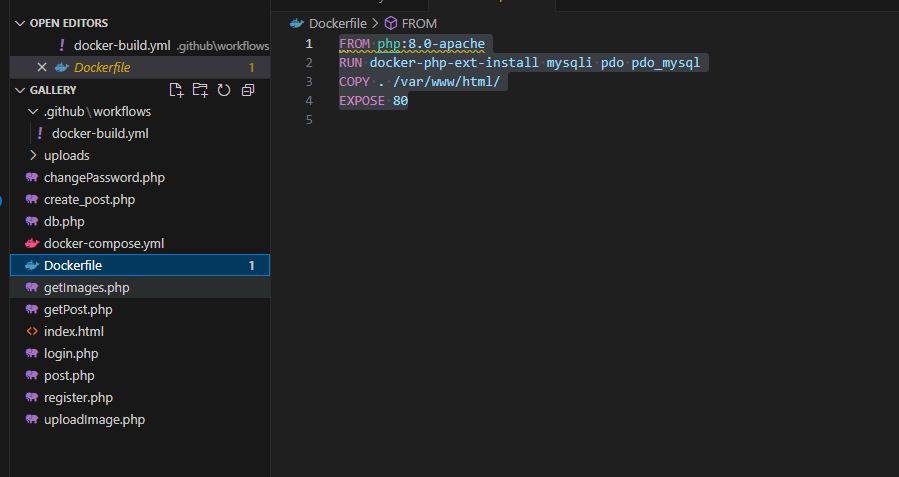 OPEN EDITORS
! docker-build.yml .github\workflows
Dockerfile 1
GALLERY
.github\workflows
! docker-build.yml
uploads
changePassword.php
create_post.php
db.php
docker-compose.yml
Dockerfile 1
getImages.php
getPost.php
<> index.html
login.php
post.php
register.php
uploadImage.php
Dockerfile > FROM
1 FROM php:8.0-apache
2 RUN docker-php-ext-install mysqli pdo pdo_mysql
3 COPY . /var/www/html/
4 EXPOSE 80
5